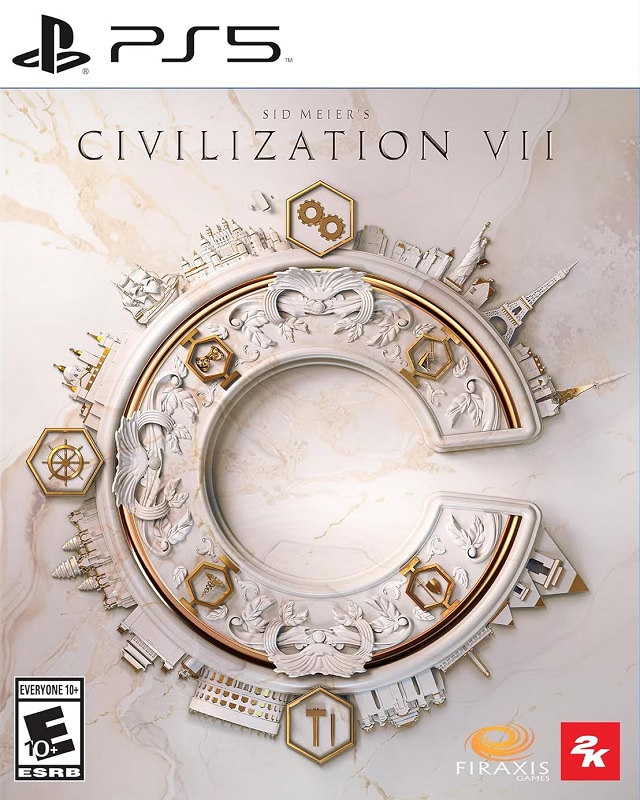 PS5
SID MEIER'S
CIVILIZATION VII
EVERYONE 10+
E
10+
ESRB
FIRAXIS
GAMES
2K